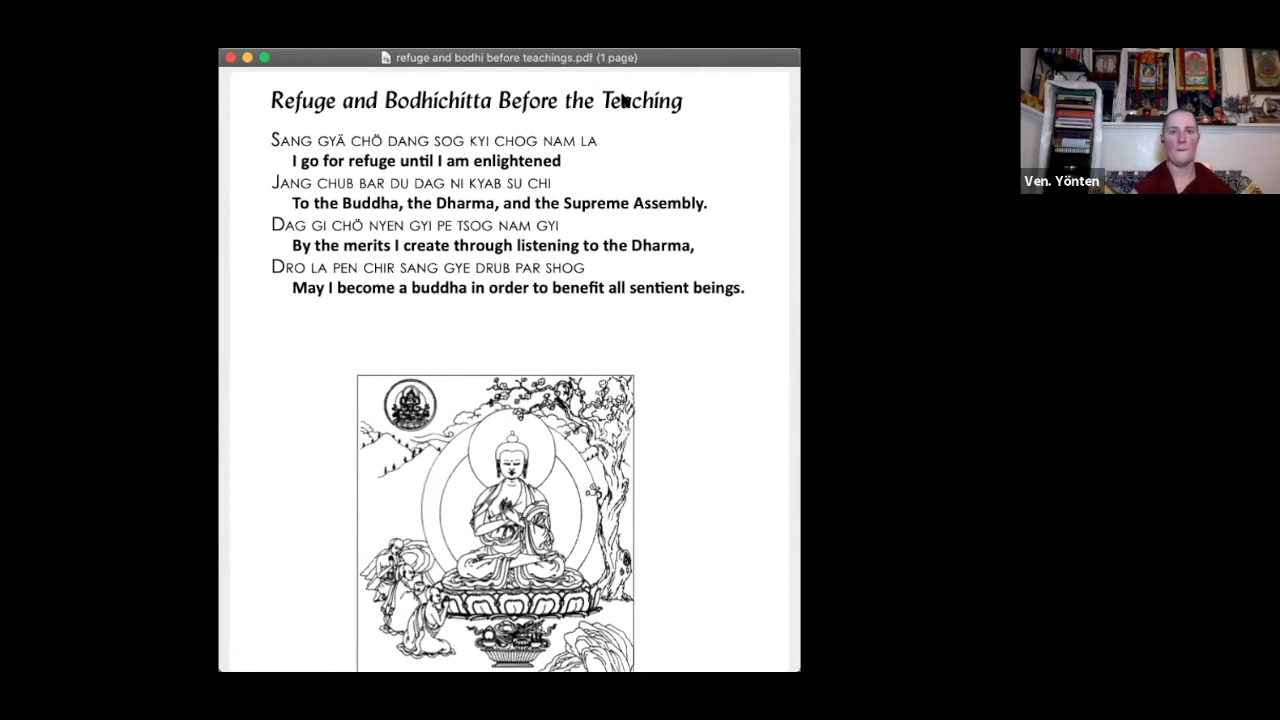 refuge and bodhi before teachings.pdf (1 page)
Refuge and Bodhichitta Before the Teaching
SANG GYÄ CHÖ DANG SOG KYI CHOG NAM LA
I go for refuge until I am enlightened
JANG CHUB BAR DU DAG NI KYAB SU CHI
To the Buddha, the Dharma, and the Supreme Assembly.
DAG GI CHÖ NYEN GYI PE TSOG NAM GYI
By the merits I create through listening to the Dharma,
DRO LA PEN CHIR SANG GYE DRUB PAR SHOG
May I become a buddha in order to benefit all sentient beings.
Ven. Yönten